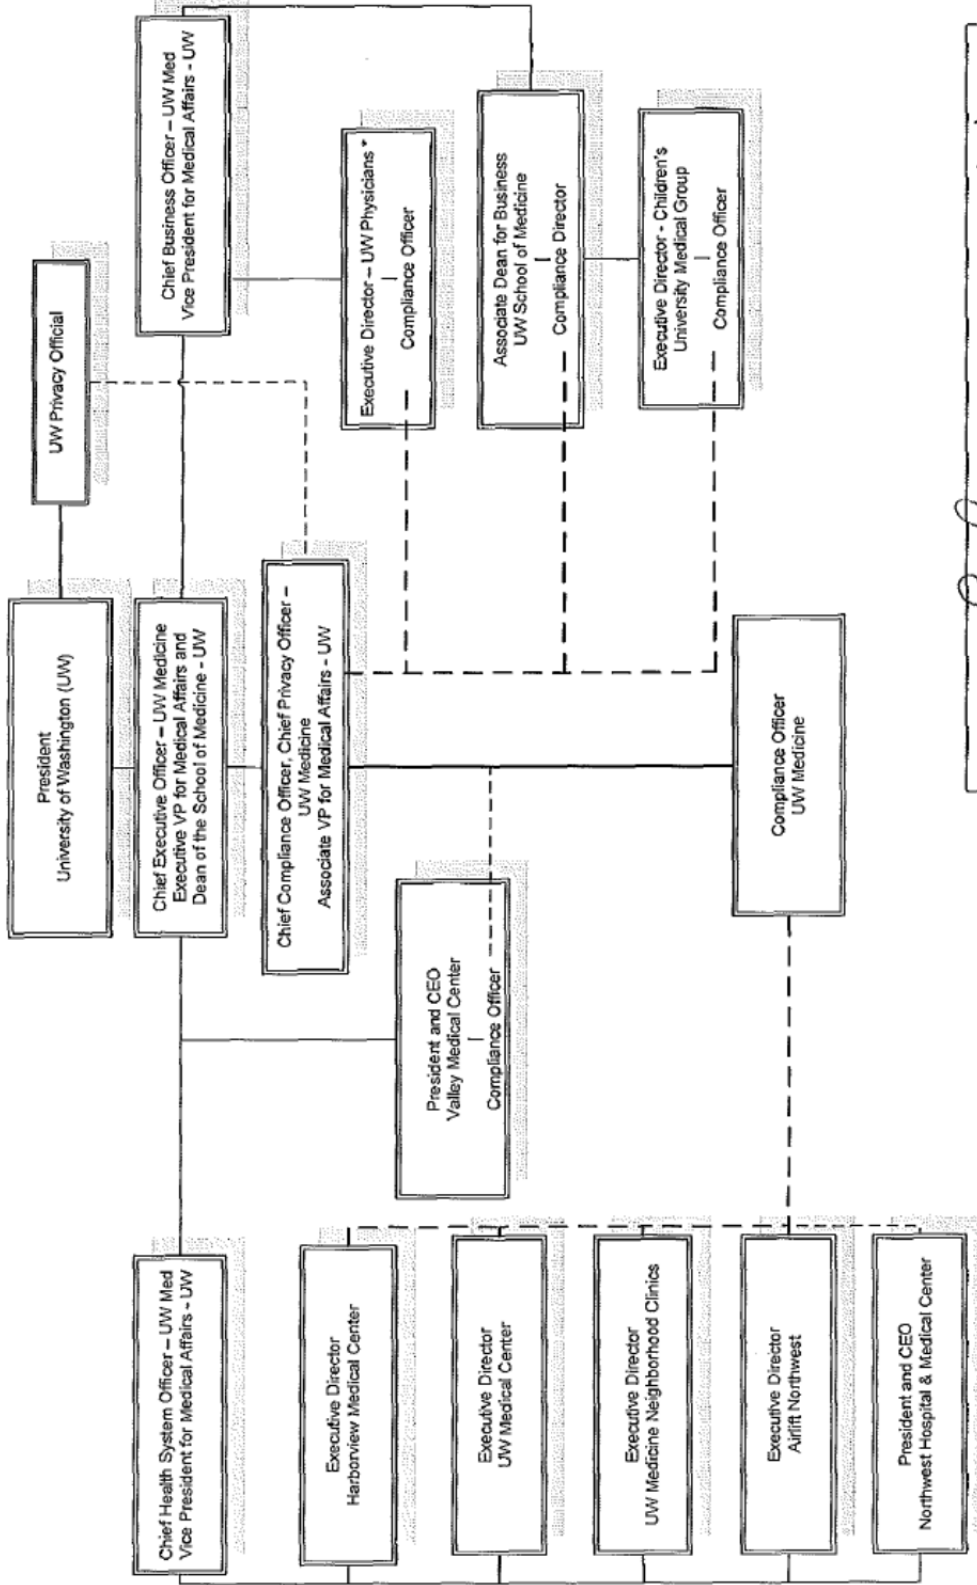 President
University of Washington (UW)
UW Privacy Official
Chief Health System Officer – UW Med
Vice President for Medical Affairs - UW
Chief Executive Officer – UW Medicine
Executive VP for Medical Affairs and
Dean of the School of Medicine - UW
Chief Business Officer – UW Med
Vice President for Medical Affairs - UW
Chief Compliance Officer, Chief Privacy Officer –
UW Medicine
Associate VP for Medical Affairs - UW
Executive Director
Harborview Medical Center
Executive Director – UW Physicians *
Compliance Officer
President and CEO
Valley Medical Center
Compliance Officer
Executive Director
UW Medical Center
Associate Dean for Business
UW School of Medicine
Compliance Director
Executive Director
UW Medicine Neighborhood Clinics
Executive Director - Children's
University Medical Group
Compliance Officer
Executive Director
Airlift Northwest
Compliance Officer
UW Medicine
President and CEO
Northwest Hospital & Medical Center